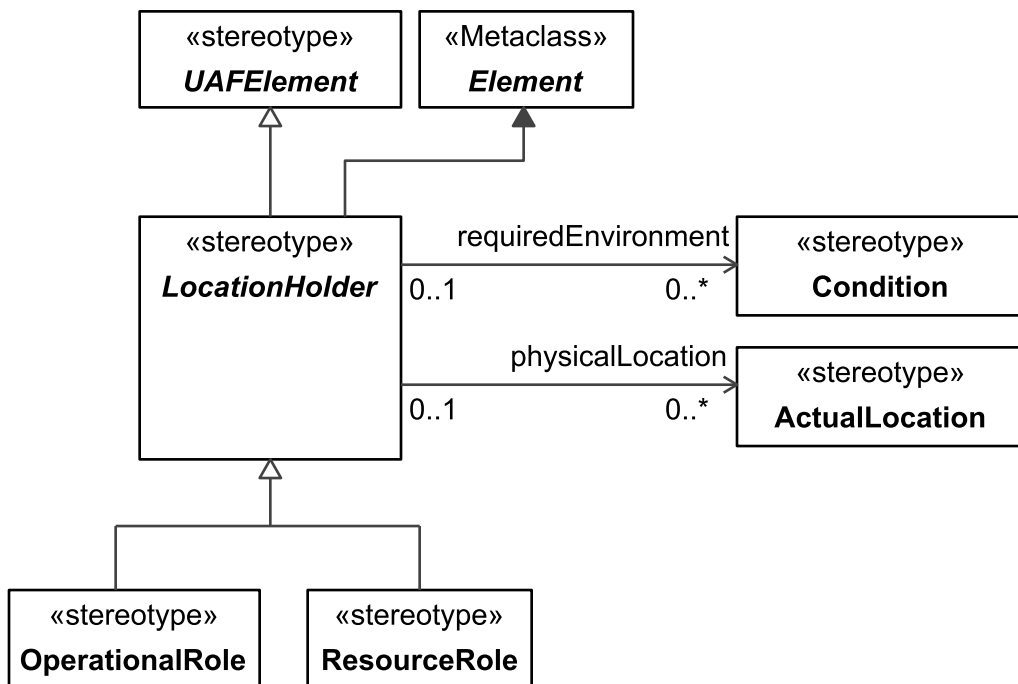 «stereotype»
UAFElement
«Metaclass»
Element
«stereotype»
LocationHolder
requiredEnvironment
0..1
0..*
«stereotype»
Condition
physicalLocation
0..1
0..*
«stereotype»
ActualLocation
«stereotype»
OperationalRole
«stereotype»
ResourceRole